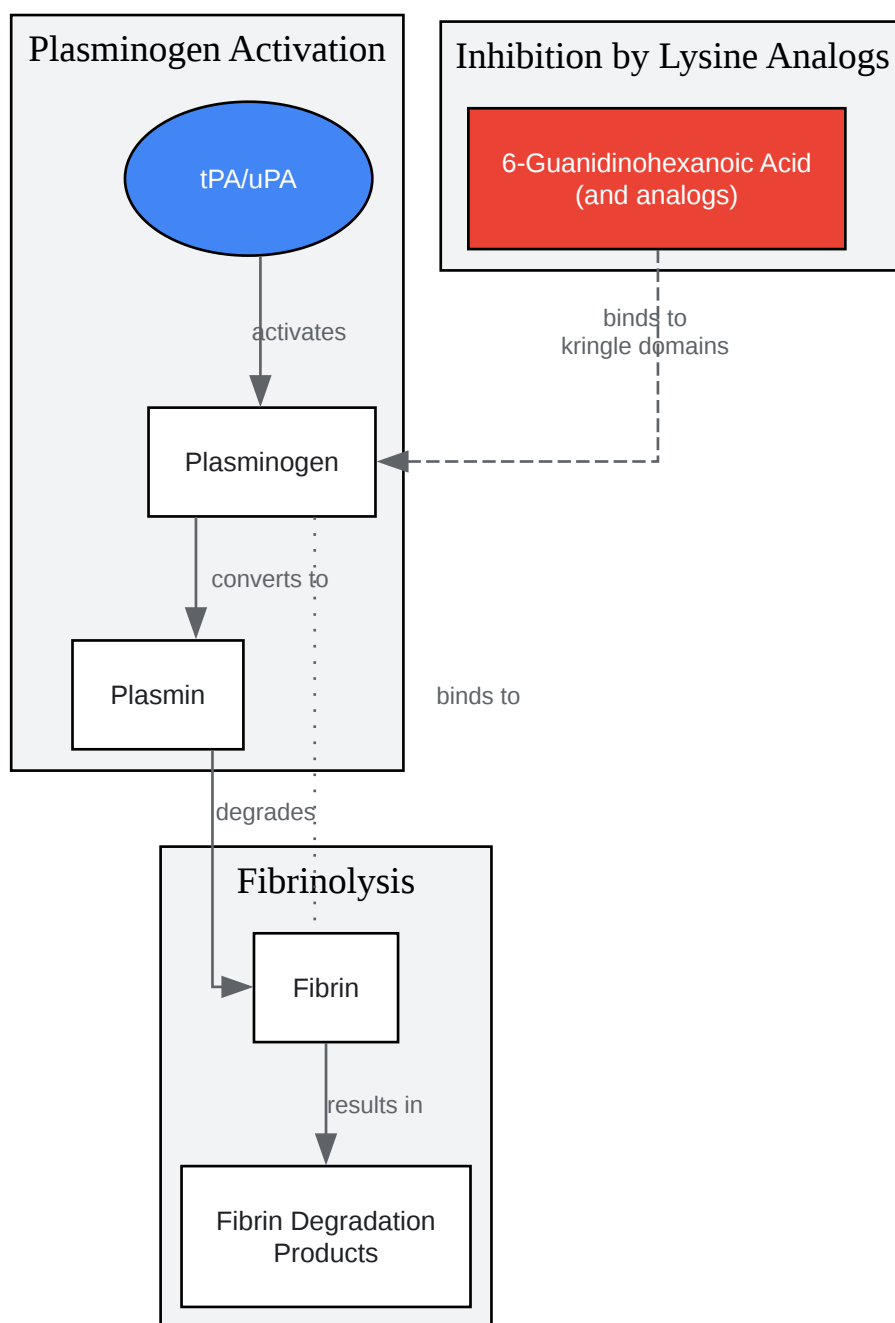 Plasminogen Activation
Inhibition by Lysine Analogs
tPA/uPA
6-Guanidinohexanoic Acid
(and analogs)
activates
binds to
kringle domains
Plasminogen
converts to
Plasmin
binds to
degrades
Fibrinolysis
Fibrin
results in
Fibrin Degradation
Products